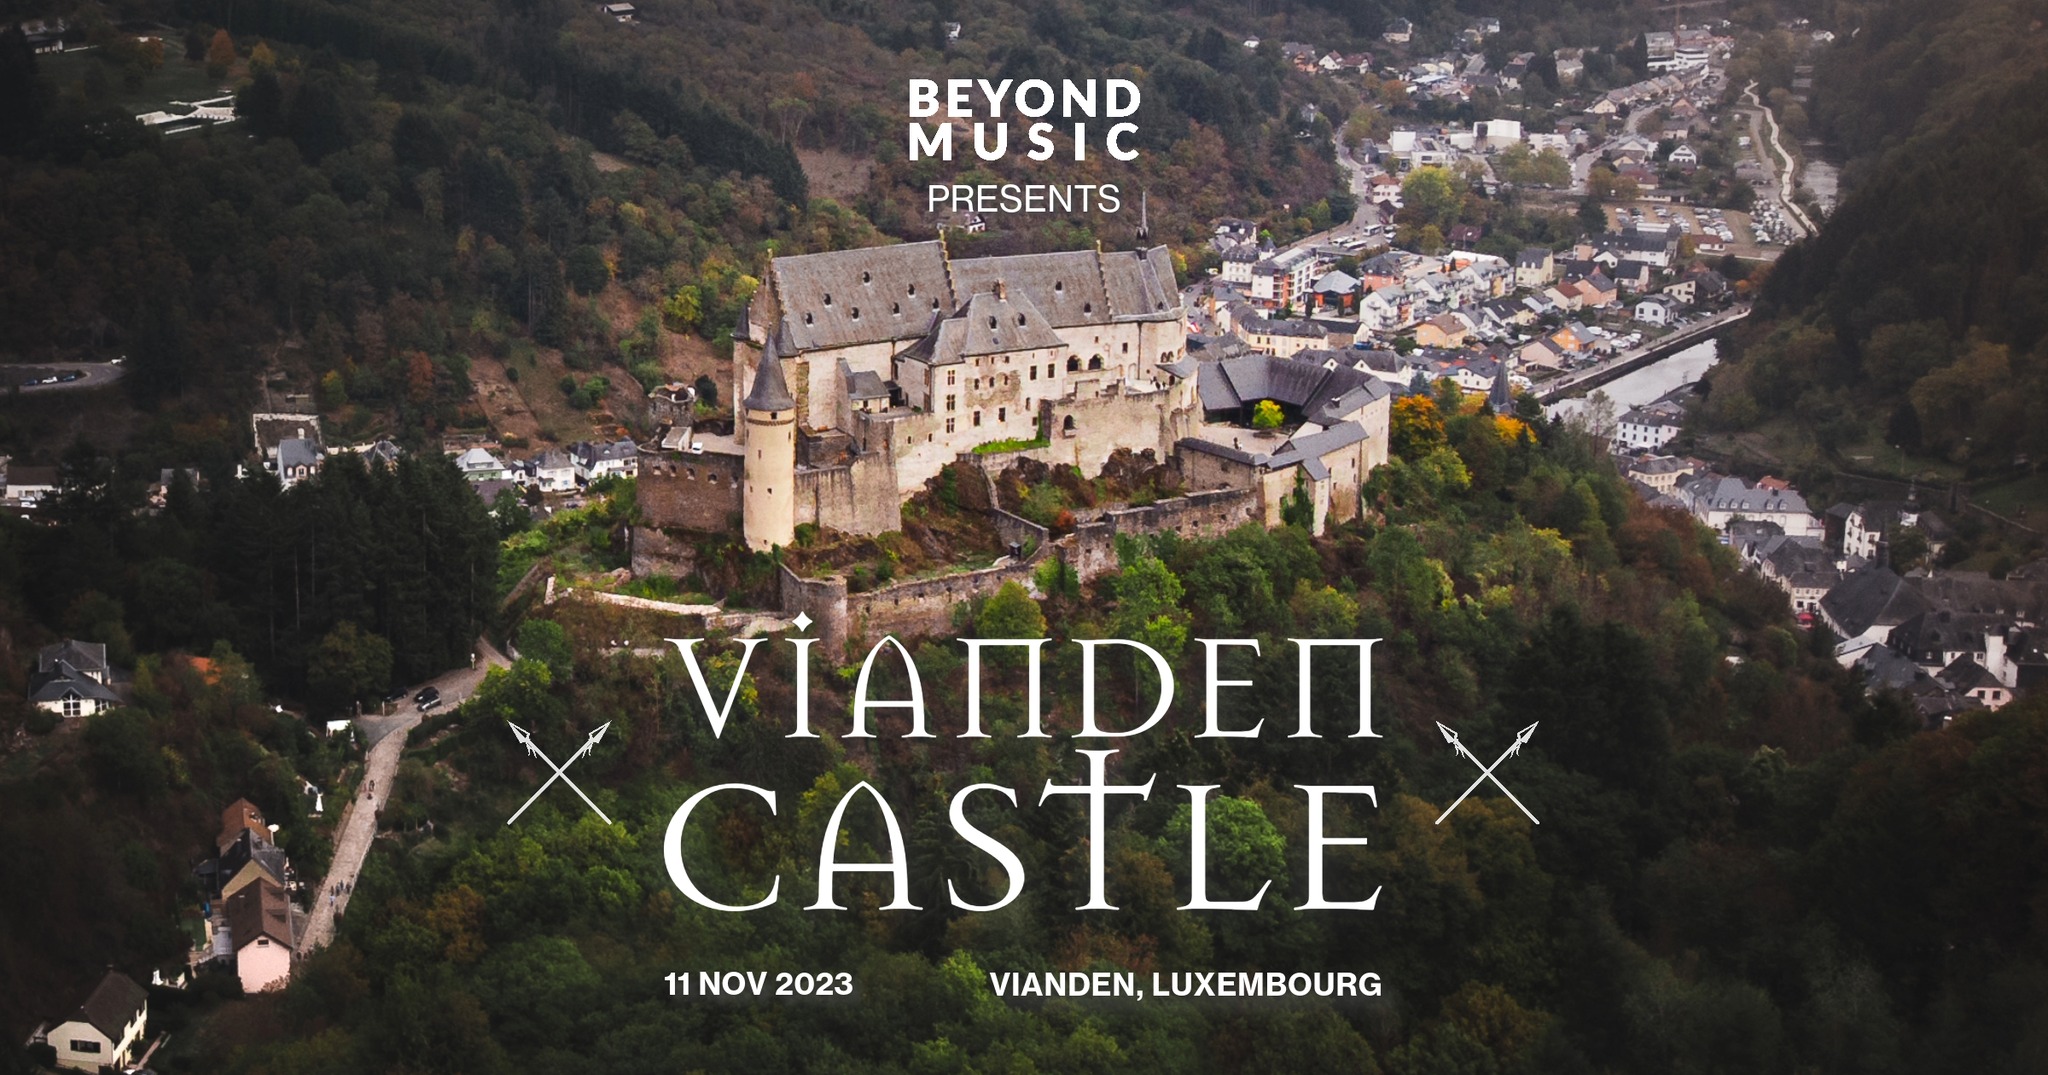 BEYOND
MUSIC
PRESENTS
VIANDEN
CASTLE
11 NOV 2023
VIANDEN, LUXEMBOURG